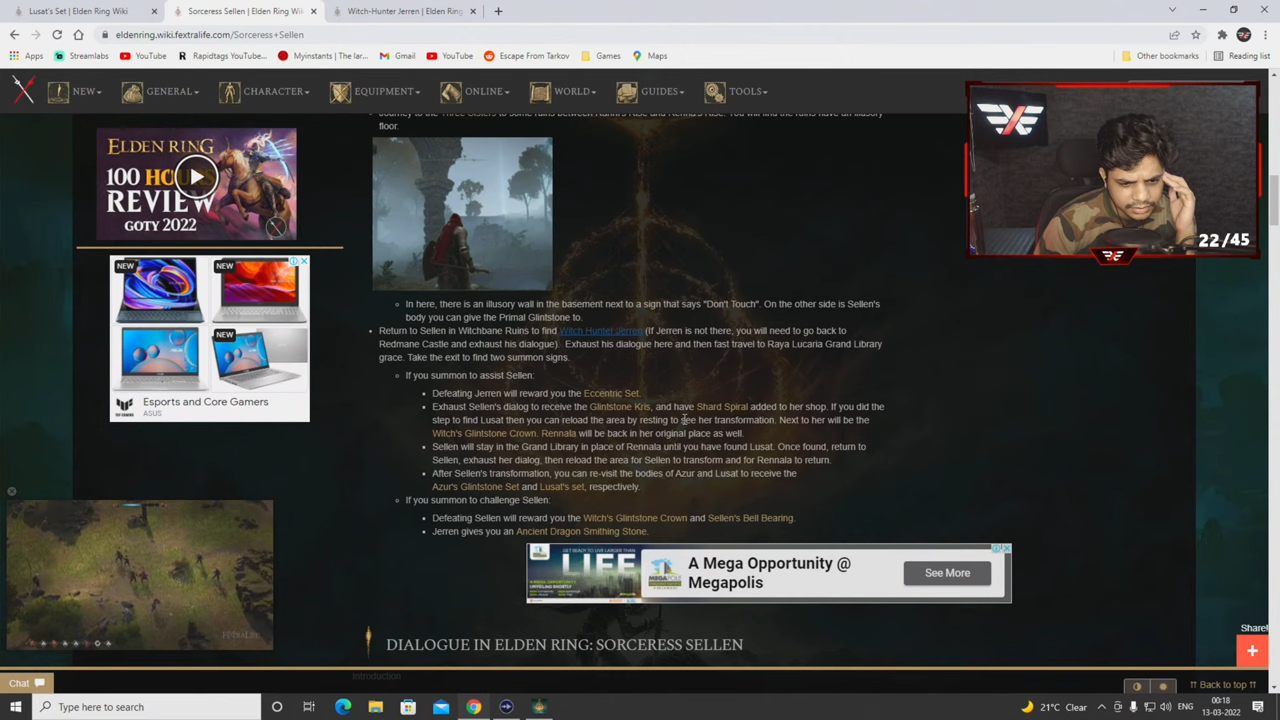 Lusat's Set | Elden Ring Wiki
Sorceress Sellen | Elden Ring Wi
Witch-Hunter Jerren | Elden Ring
eldenring.wiki.fextralife.com/Sorceress+Sellen
Apps
Streamlabs
YouTube
Rapidtags YouTube...
Myinstants | The lar...
Gmail
YouTube
Escape From Tarkov
Games
Maps
Other bookmarks
Reading list
NEW
GENERAL
CHARACTER
EQUIPMENT
ONLINE
WORLD
GUIDES
TOOLS
floor.
ELDEN RING
100 HOURS
REVIEW
GOTY 2022
NEW
NEW
NEW
Esports and Core Gamers
ASUS
22/45
In here, there is an illusory wall in the basement next to a sign that says "Don't Touch". On the other side is Sellen's
body you can give the Primal Glintstone to.
Return to Sellen in Witchbane Ruins to find Witch Hunter Jerren (If Jerren is not there, you will need to go back to
Redmane Castle and exhaust his dialogue). Exhaust his dialogue here and then fast travel to Raya Lucaria Grand Library
grace. Take the exit to find two summon signs.
If you summon to assist Sellen:
Defeating Jerren will reward you the Eccentric Set.
Exhaust Sellen's dialog to receive the Glintstone Kris, and have Shard Spiral added to her shop. If you did the
step to find Lusat then you can reload the area by resting to see her transformation. Next to her will be the
Witch's Glintstone Crown. Rennala will be back in her original place as well.
Sellen will stay in the Grand Library in place of Rennala until you have found Lusat. Once found, return to
Sellen, exhaust her dialog, then reload the area for Sellen to transform and for Rennala to return.
After Sellen's transformation, you can re-visit the bodies of Azur and Lusat to receive the
Azur's Glintstone Set and Lusat's set, respectively.
If you summon to challenge Sellen:
Defeating Sellen will reward you the Witch's Glintstone Crown and Sellen's Bell Bearing.
Jerren gives you an Ancient Dragon Smithing Stone.
LIFE
MEGAPOLIS
A Mega Opportunity @
Megapolis
See More
FEXTRALIFE
DIALOGUE IN ELDEN RING: SORCERESS SELLEN
Introduction
Share!
Chat
Back to top
Type here to search
21°C Clear
00:18
13-03-2022